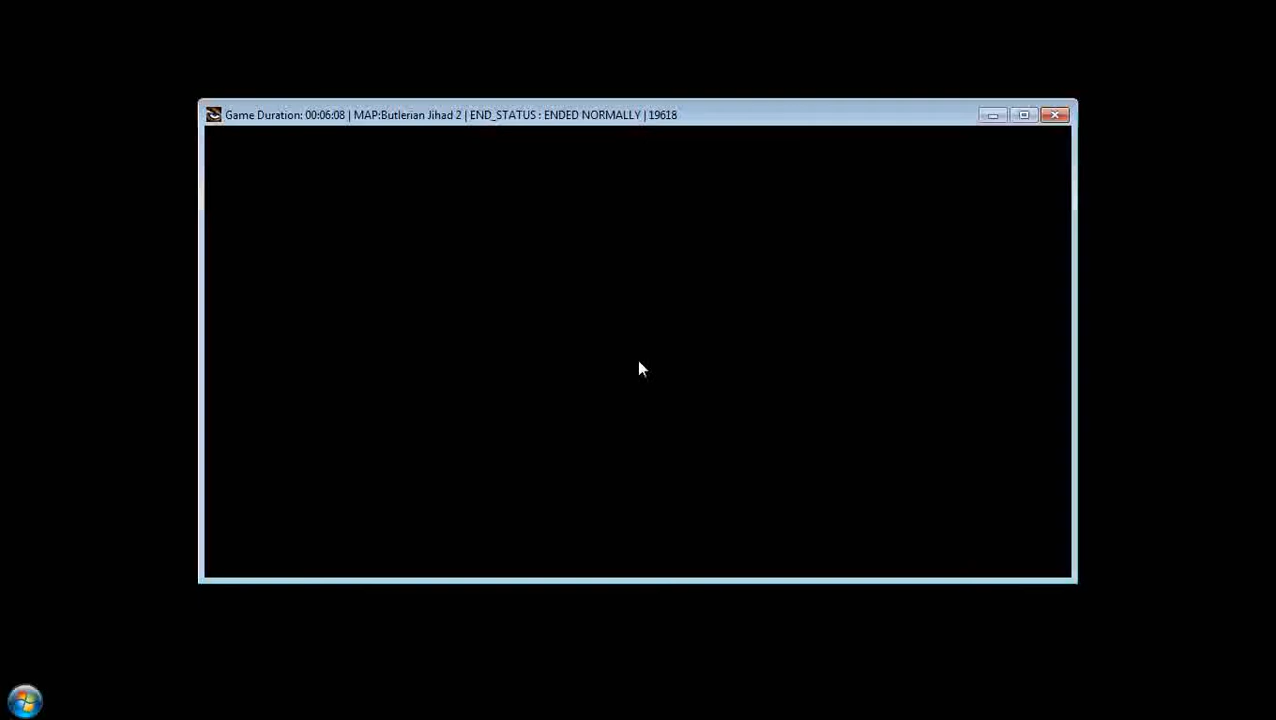 Game Duration: 00:06:08 | MAP:Butlerian Jihad 2 | END_STATUS : ENDED NORMALLY | 19618